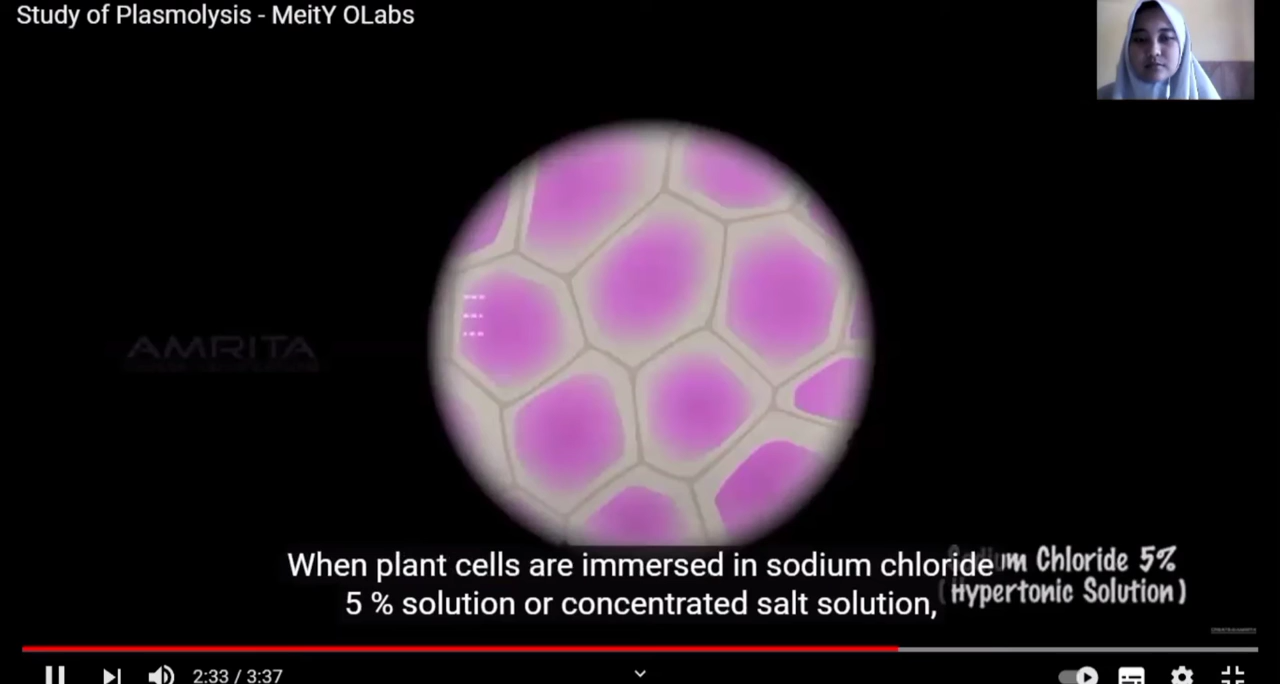 Study of Plasmolysis - MeitY OLabs
AMRITA
When plant cells are immersed in sodium chloride
5 % solution or concentrated salt solution,
Chloride 5%
(Hypertonic Solution)
2:33 / 3:37